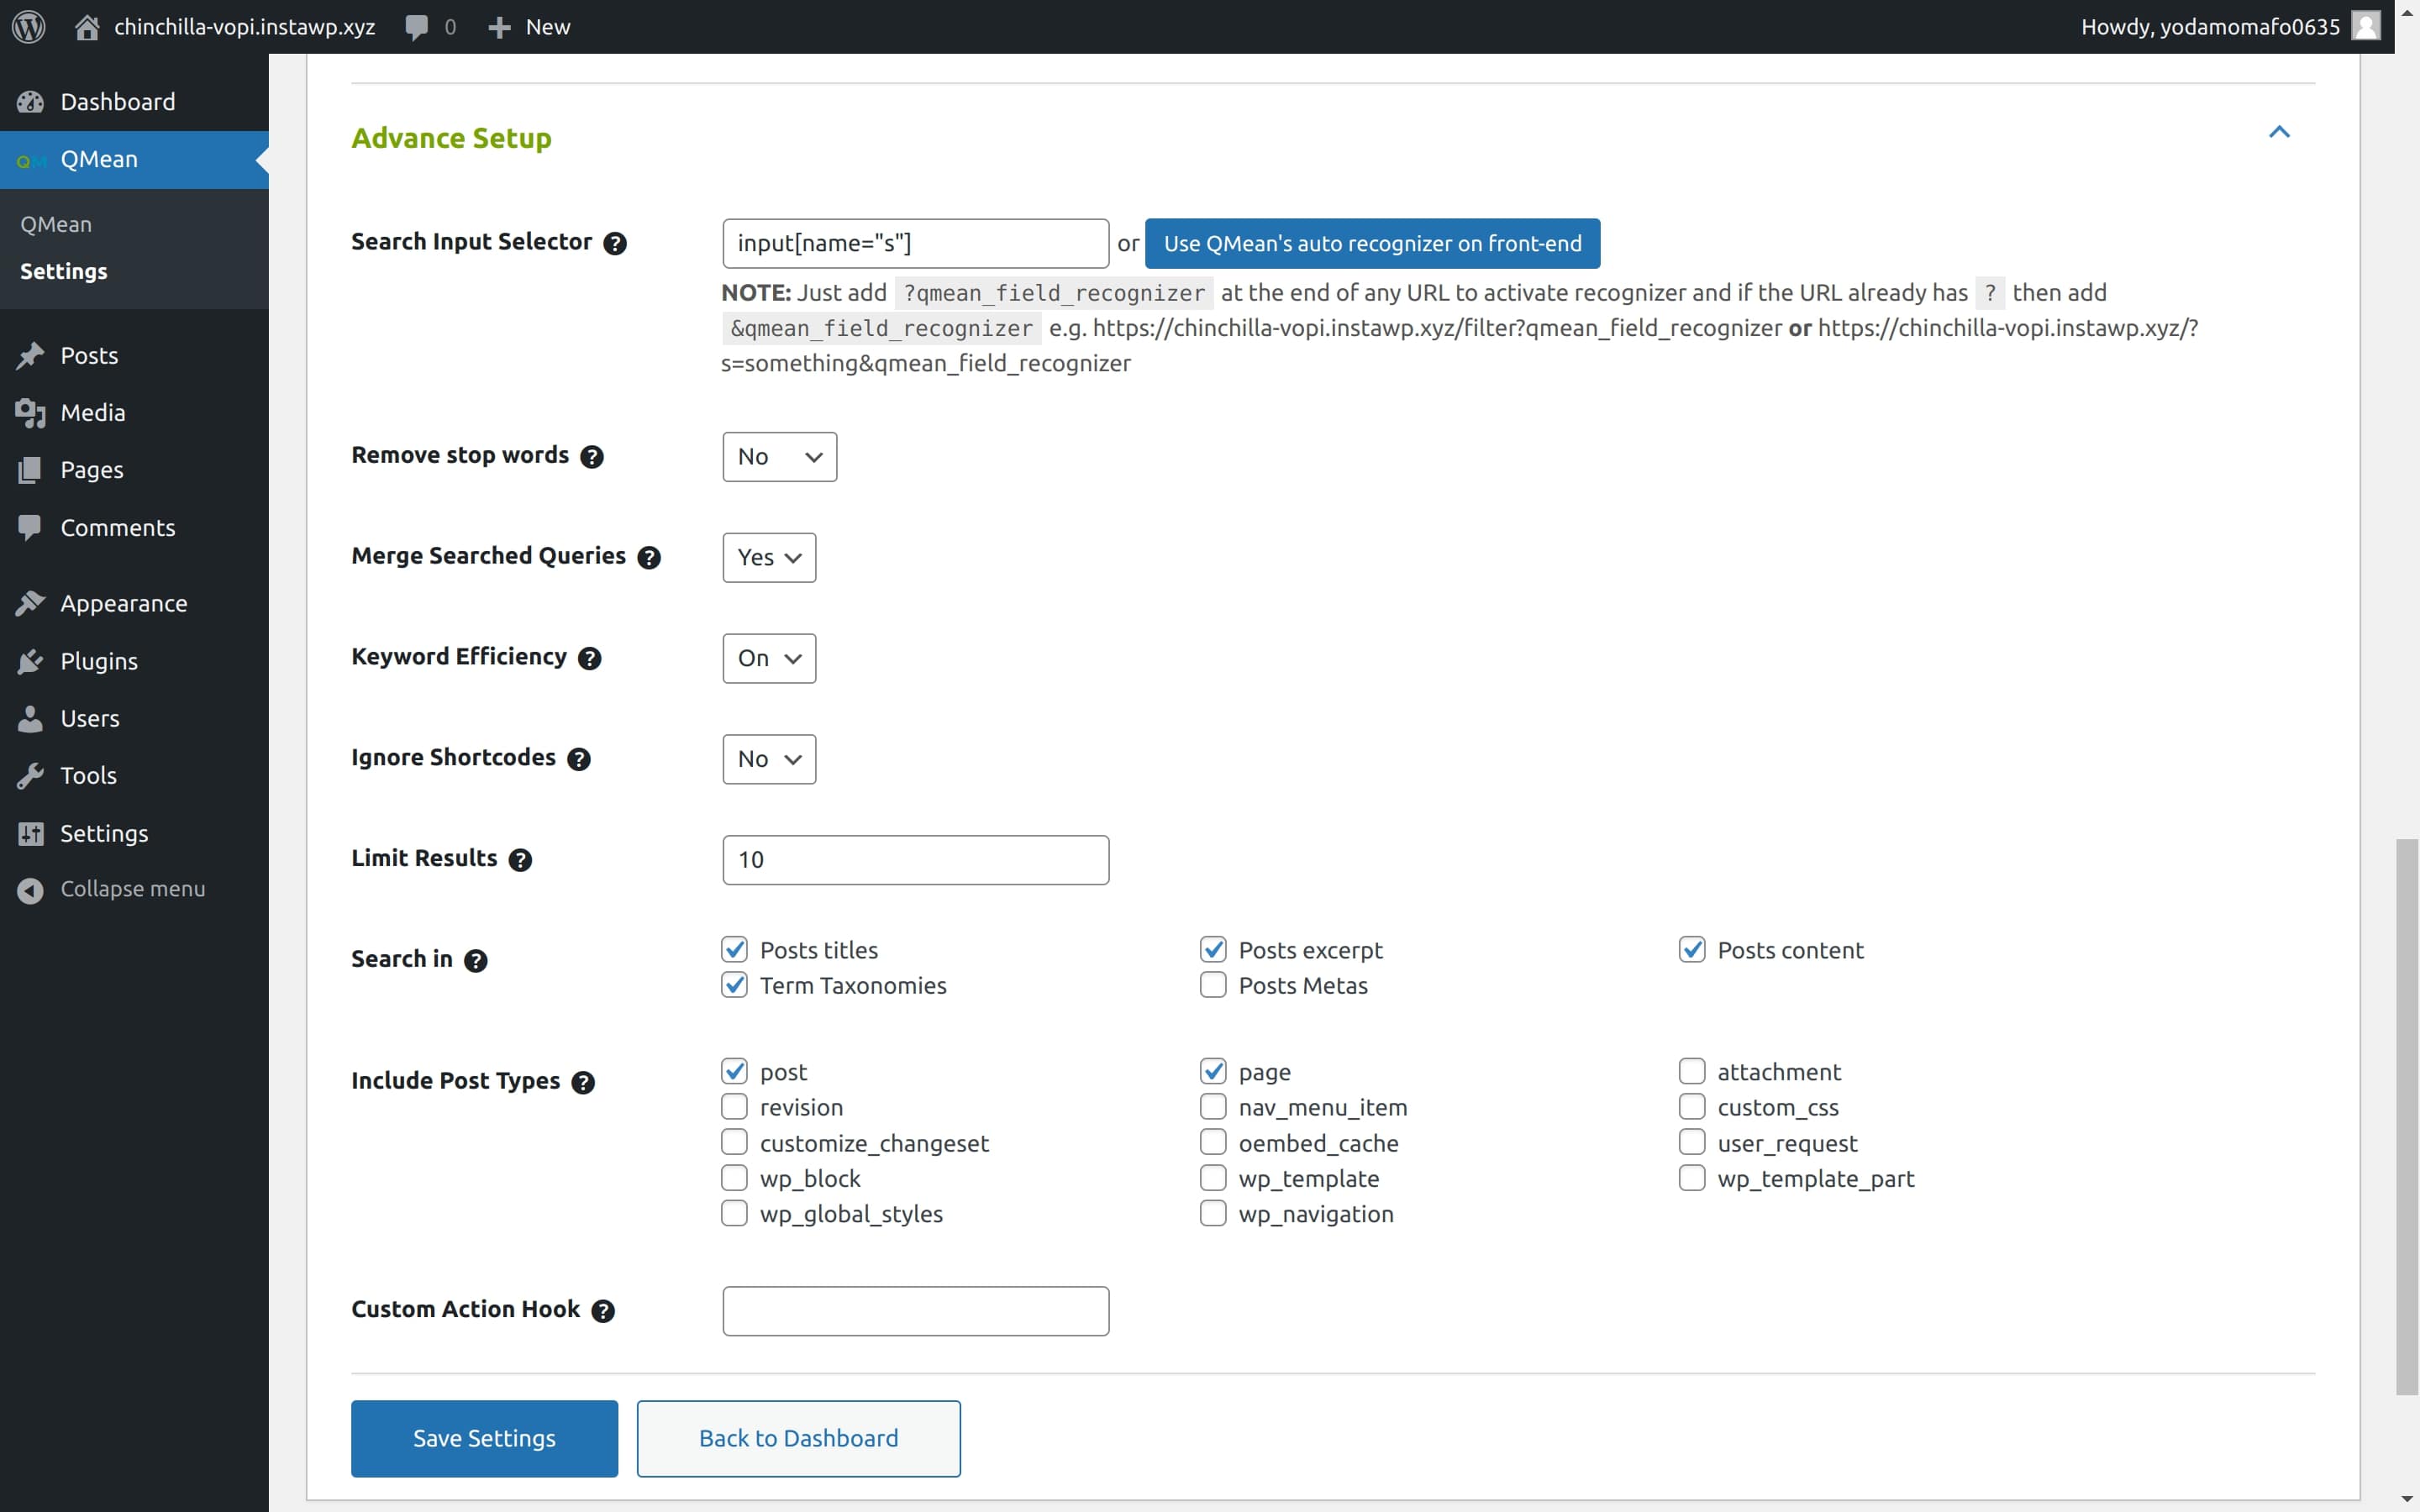 chinchilla-vopi.instawp.xyz 0 New Howdy, yodamomafo0635
Dashboard
QM QMean
QMean
Settings
Posts
Media
Pages
Comments
Appearance
Plugins
Users
Tools
Settings
Collapse menu
Advance Setup
Search Input Selector ? input[name="s"] or Use QMean's auto recognizer on front-end
NOTE: Just add ?qmean_field_recognizer at the end of any URL to activate recognizer and if the URL already has ? then add
&qmean_field_recognizer e.g. https://chinchilla-vopi.instawp.xyz/filter?qmean_field_recognizer or https://chinchilla-vopi.instawp.xyz/?
s=something&qmean_field_recognizer
Remove stop words ? No
Merge Searched Queries ? Yes
Keyword Efficiency ? On
Ignore Shortcodes ? No
Limit Results ? 10
Search in ? Posts titles Posts excerpt Posts content
Term Taxonomies Posts Metas
Include Post Types ? post page attachment
revision nav_menu_item custom_css
customize_changeset oembed_cache user_request
wp_block wp_template wp_template_part
wp_global_styles wp_navigation
Custom Action Hook ?
Save Settings Back to Dashboard